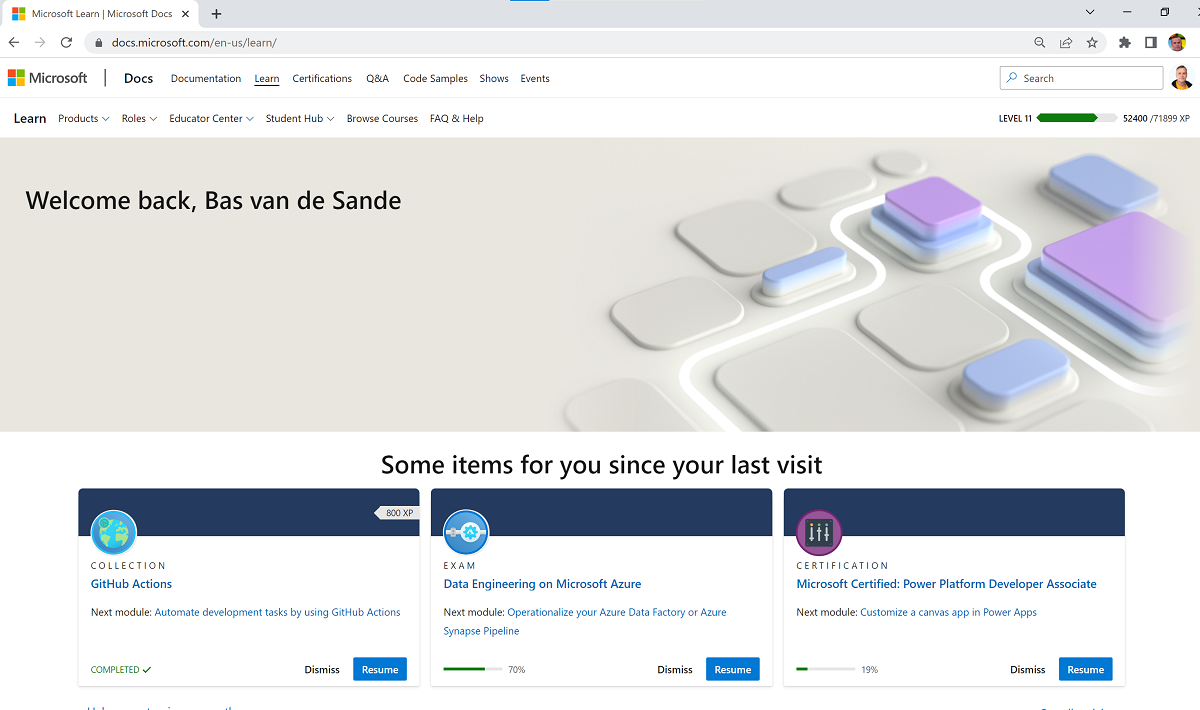 Microsoft Learn | Microsoft Docs
docs.microsoft.com/en-us/learn/
Microsoft Docs Documentation Learn Certifications Q&A Code Samples Shows Events Search
Learn Products Roles Educator Center Student Hub Browse Courses FAQ & Help LEVEL 11 52400 /71899 XP
Welcome back, Bas van de Sande
Some items for you since your last visit
800 XP
COLLECTION
GitHub Actions
Next module: Automate development tasks by using GitHub Actions
COMPLETED Dismiss Resume
EXAM
Data Engineering on Microsoft Azure
Next module: Operationalize your Azure Data Factory or Azure
Synapse Pipeline
70% Dismiss Resume
CERTIFICATION
Microsoft Certified: Power Platform Developer Associate
Next module: Customize a canvas app in Power Apps
19% Dismiss Resume